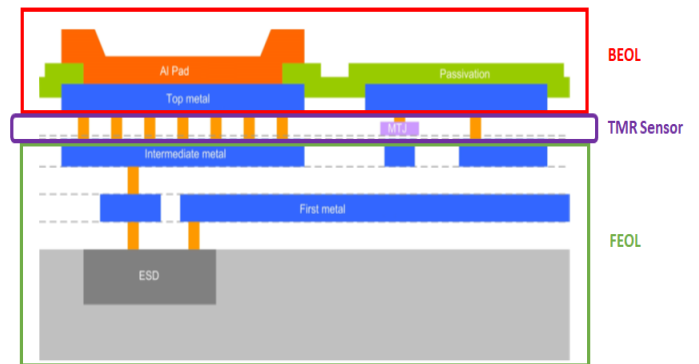 BEOL
Al Pad
Passivation
Top metal
MTJ
TMR Sensor
Intermediate metal
First metal
FEOL
ESD